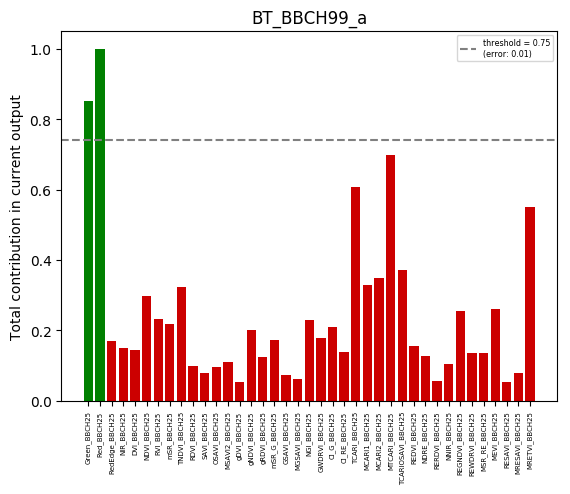 BT_BBCH99_a
Total contribution in current output
1.0
0.8
0.6
0.4
0.2
0.0
threshold = 0.75
(error: 0.01)
Green_BBCH25
Red_BBCH25
RedEdge_BBCH25
NIR_BBCH25
DVI_BBCH25
NDVI_BBCH25
RVI_BBCH25
mSR_BBCH25
TNDVI_BBCH25
RDVI_BBCH25
SAVI_BBCH25
OSAVI_BBCH25
MSAVI2_BBCH25
gDVI_BBCH25
gNDVI_BBCH25
gRDVI_BBCH25
mSR_G_BBCH25
GSAVI_BBCH25
MGSAVI_BBCH25
NGI_BBCH25
GWDRVI_BBCH25
CI_G_BBCH25
CI_RE_BBCH25
TCARI_BBCH25
MCARI1_BBCH25
MCARI2_BBCH25
MTCARI_BBCH25
TCARIOSAVI_BBCH25
REDVI_BBCH25
NDRE_BBCH25
RERDVI_BBCH25
NNIR_BBCH25
REGNDVI_BBCH25
REWDRVI_BBCH25
MSR_RE_BBCH25
MEVI_BBCH25
RESAVI_BBCH25
MRESAVI_BBCH25
MRETVI_BBCH25